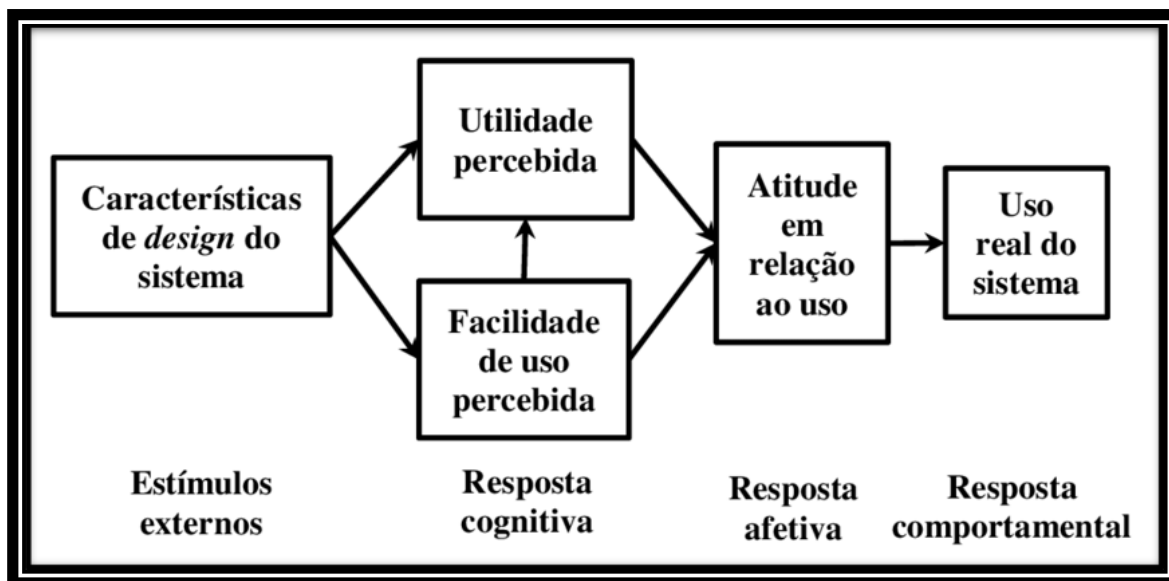 Utilidade
percebida
Característícas
de design do
sistema
Facilidade
de uso
percebida
Atitude
em
relação
ao uso
Uso
real do
sistema
Estímulos
externos
Resposta
cognitiva
Resposta
afetiva
Resposta
comportamental